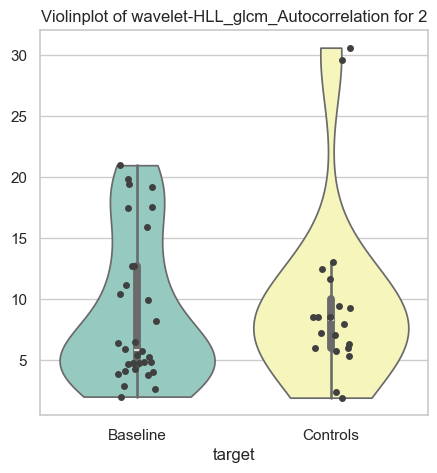 Violinplot of wavelet-HLL_glcm_Autocorrelation for 2
30
25
20
15
10
5
Baseline Controls
target